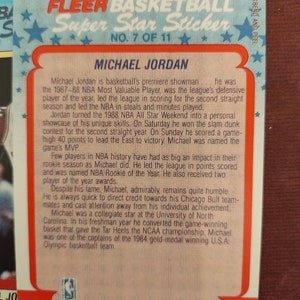 FLEER BASKETBALL
Super Star Sticker
NO. 7 OF 11
MICHAEL JORDAN
Michael Jordan is basketball's premiere showman . . . he was
the 1987-88 NBA Most Valuable Player, was the league's defensive
player of the year, led the league in scoring for the second straight
season and led the NBA in steals and minutes played.
Jordan turned the 1988 NBA All Star Weekend into a personal
showcase of his unique skills. On Saturday he won the slam dunk
contest for the second straight year. On Sunday he scored a game-
high 40 points to lead the East to victory. Michael was named the
game's MVP.
Few players in NBA history have had as big an impact in their
rookie season as Michael did. He led the league in points scored
and was named NBA Rookie of the Year. He also received two
player of the year awards.
Despite his fame, Michael, admirably, remains quite humble.
He is always quick to direct credit towards his Chicago Bull team-
mates and cast attention away from his individual achievement.
Michael was a collegiate star at the University of North
Carolina. In his freshman year he converted the game-winning
basket that gave the Tar Heels the NCAA championship. Michael
was one of the captains of the 1984 gold-medal winning U.S.A.
Olympic basketball team.